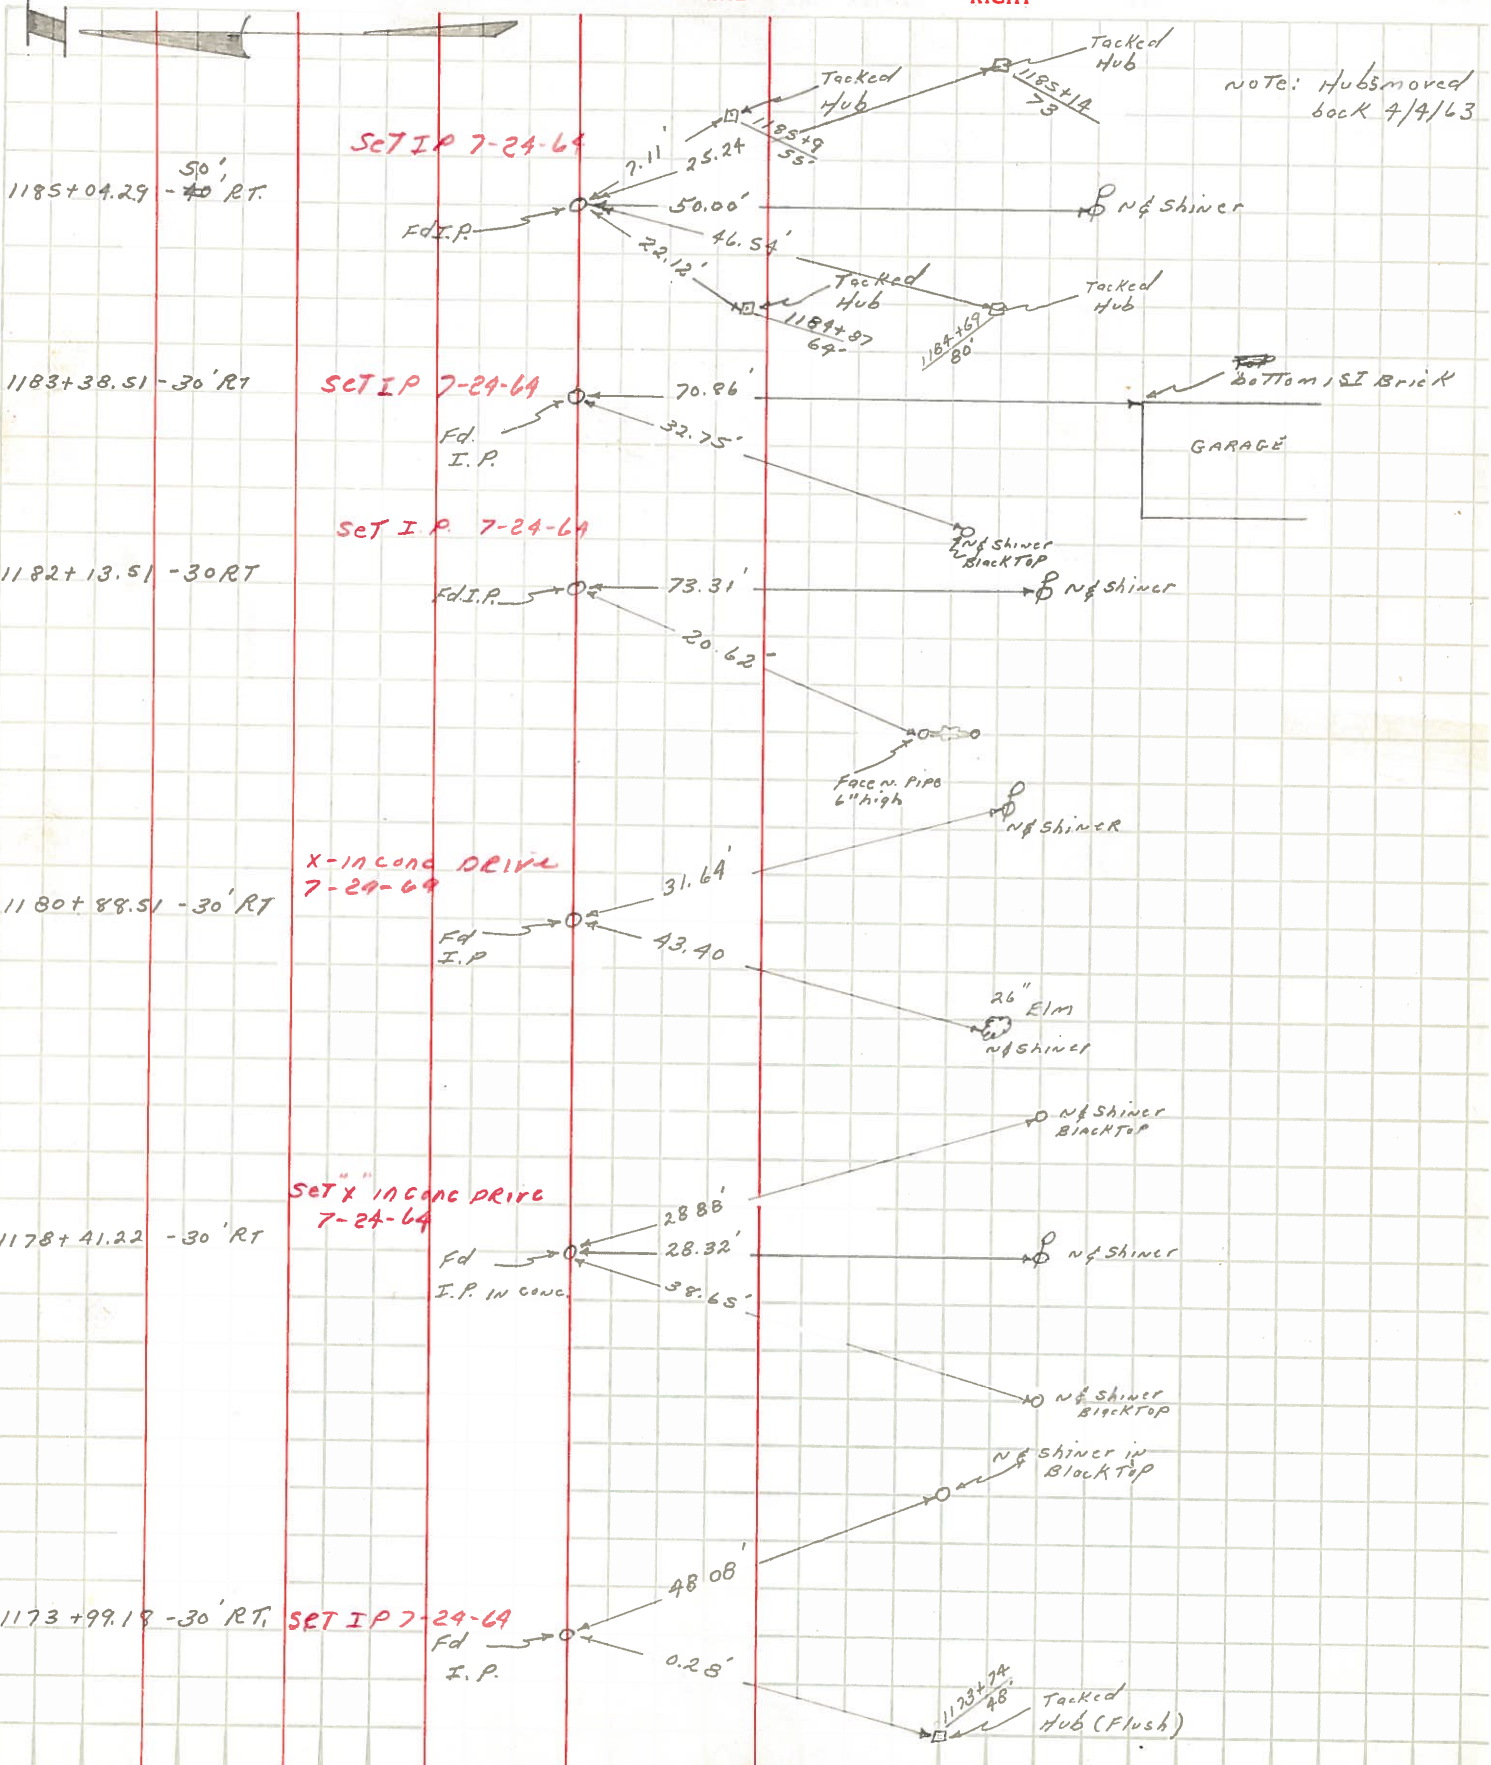 RIGHT
Tacked
Hub
Tacked
Hub
1185+14
73
NOTE: Hubs moved
back 4/4/63
SET IP 7-24-64
1185+9
55'
7.11'
25.24
50'
1185+04.29 - 40' RT.
50.00'
N & Shiner
Fd I.P.
46.54'
22.12'
Tacked
Hub
Tacked
Hub
1184+87
64-
1184+69
80'
1183+38.51 - 30' RT
SET IP 7-24-64
70.86'
bottom, SI Brick
32.75'
Fd.
I.P.
GARAGE
SET I.P. 7-24-64
N & Shiner
BlackTop
1182+13.51 - 30 RT
Fd.I.P.
73.31'
N & Shiner
20.62'
Face N. Pipe
6" high
N & Shiner
X-in conc DRIVE
7-24-64
31.64'
1180+88.51 - 30' RT
Fd
I.P
43.40
26" Elm
N & Shiner
N & Shiner
BlackTop
SET "X" in conc DRIVE
7-24-64
28.88'
1178+41.22 - 30' RT
28.32'
N & Shiner
Fd
I.P. IN CONC.
38.65'
N & Shiner
BlackTop
N & Shiner in
BlackTop
48.08'
1173+99.18 - 30' RT.
SET IP 7-24-64
Fd
I.P.
0.28'
1173+74
48'
Tacked
Hub (Flush)